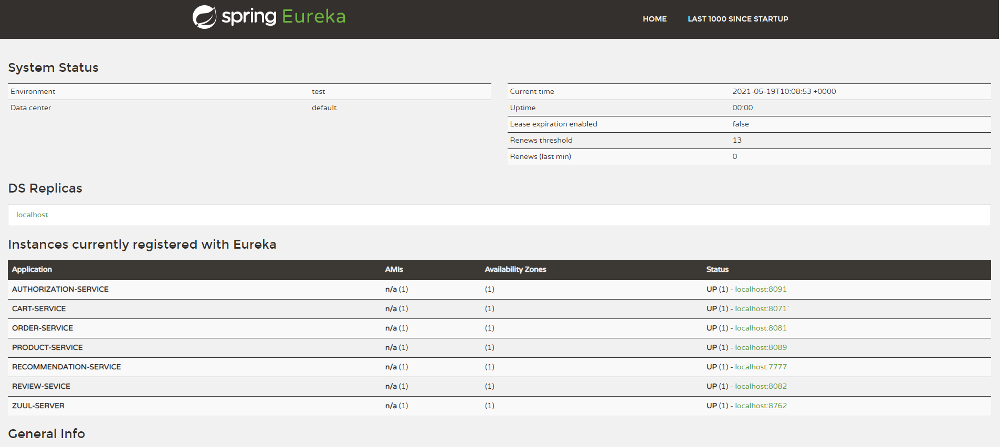 spring Eureka
HOME LAST 1000 SINCE STARTUP
System Status
Environment test
Data center default
Current time 2021-05-19T10:08:53 +0000
Uptime 00:00
Lease expiration enabled false
Renews threshold 13
Renews (last min) 0
DS Replicas
localhost
Instances currently registered with Eureka
Application AMIs Availability Zones Status
AUTHORIZATION-SERVICE n/a (1) (1) UP (1) - localhost:8091
CART-SERVICE n/a (1) (1) UP (1) - localhost:8071`
ORDER-SERVICE n/a (1) (1) UP (1) - localhost:8081
PRODUCT-SERVICE n/a (1) (1) UP (1) - localhost:8089
RECOMMENDATION-SERVICE n/a (1) (1) UP (1) - localhost:7777
REVIEW-SEVICE n/a (1) (1) UP (1) - localhost:8082
ZUUL-SERVER n/a (1) (1) UP (1) - localhost:8762
General Info